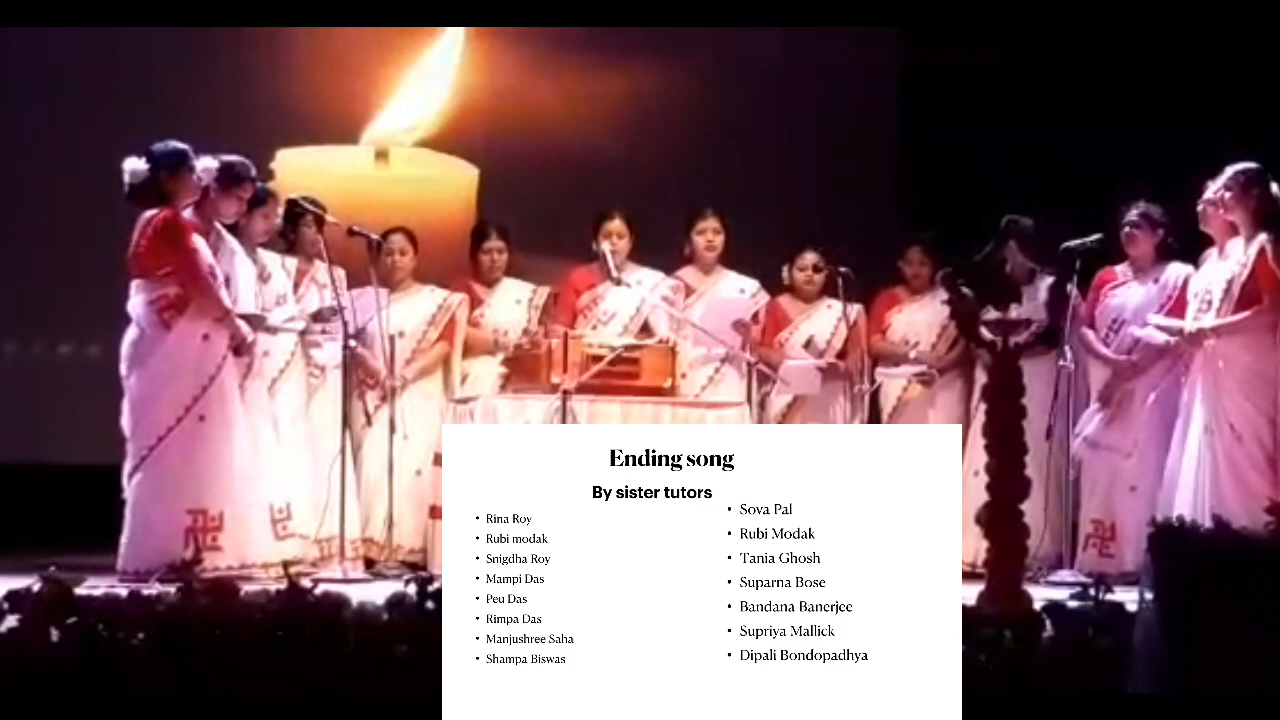 Ending song
By sister tutors
• Rina Roy
• Rubi modak
• Snigdha Roy
• Mampi Das
• Peu Das
• Rimpa Das
• Manjushree Saha
• Shampa Biswas
• Sova Pal
• Rubi Modak
• Tania Ghosh
• Suparna Bose
• Bandana Banerjee
• Supriya Mallick
• Dipali Bondopadhya